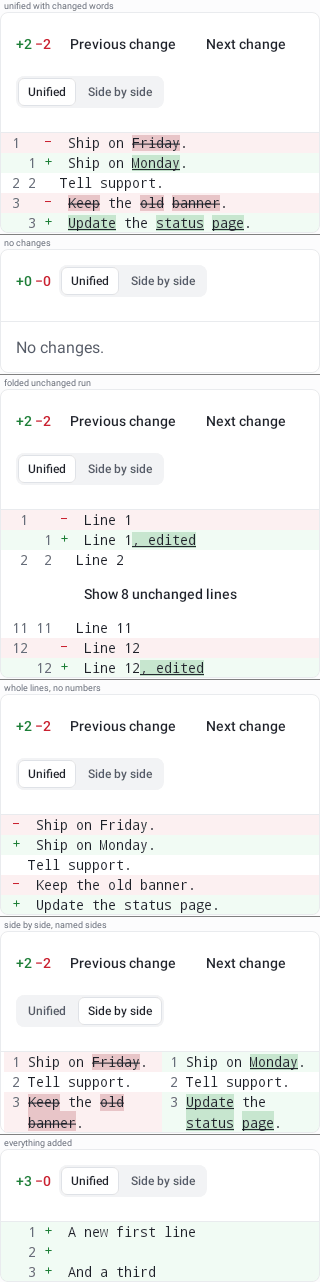 unified with changed words
+2 −2 Previous change Next change
Unified Side by side
1 − Ship on Friday.
1 + Ship on Monday.
2 2 Tell support.
3 − Keep the old banner.
3 + Update the status page.
no changes
+0 −0 Unified Side by side
No changes.
folded unchanged run
+2 −2 Previous change Next change
Unified Side by side
1 − Line 1
1 + Line 1, edited
2 2 Line 2
Show 8 unchanged lines
11 11 Line 11
12 − Line 12
12 + Line 12, edited
whole lines, no numbers
+2 −2 Previous change Next change
Unified Side by side
− Ship on Friday.
+ Ship on Monday.
Tell support.
− Keep the old banner.
+ Update the status page.
side by side, named sides
+2 −2 Previous change Next change
Unified Side by side
1 Ship on Friday. 1 Ship on Monday.
2 Tell support. 2 Tell support.
3 Keep the old 3 Update the
banner. status page.
everything added
+3 −0 Unified Side by side
1 + A new first line
2 +
3 + And a third